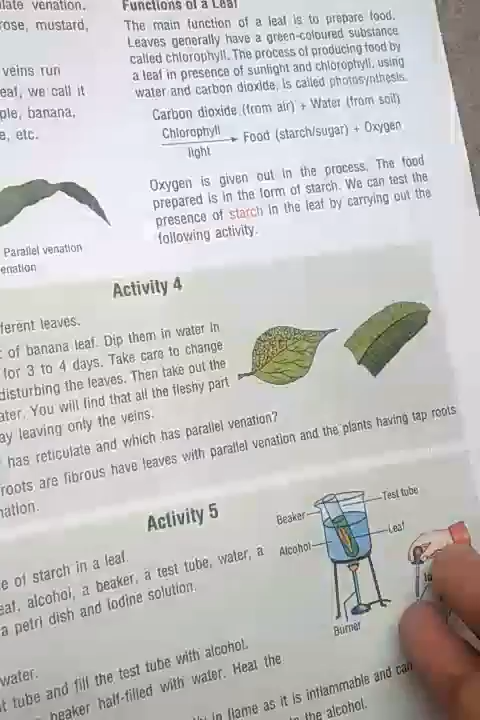 late venation.
rose, mustard,
veins run
eaf, we call it
ple, banana,
e, etc.
Parallel venation
enation
Functions of a Leaf
The main function of a leaf is to prepare food.
Leaves generally have a green-coloured substance
called chlorophyll. The process of producing food by
a leaf in presence of sunlight and chlorophyll, using
water and carbon dioxide, is called photosynthesis.
Carbon dioxide (from air) + Water (from soil)
Chlorophyll
light
Food (starch/sugar) + Oxygen
Oxygen is given out in the process. The food
prepared is in the form of starch. We can test the
presence of starch in the leaf by carrying out the
following activity.
Activity 4
ferent leaves.
of banana leaf. Dip them in water in
for 3 to 4 days. Take care to change
disturbing the leaves. Then take out the
ater. You will find that all the fleshy part
ay leaving only the veins.
has reticulate and which has parallel venation?
roots are fibrous have leaves with parallel venation and the plants having tap roots
nation.
Activity 5
e of starch in a leaf.
eaf, alcohol, a beaker, a test tube, water, a
a petri dish and iodine solution.
Beaker
Test tube
Alcohol
Leaf
Burner
water.
t tube and fill the test tube with alcohol.
beaker half-filled with water. Heat the
in flame as it is inflammable and can
the alcohol.